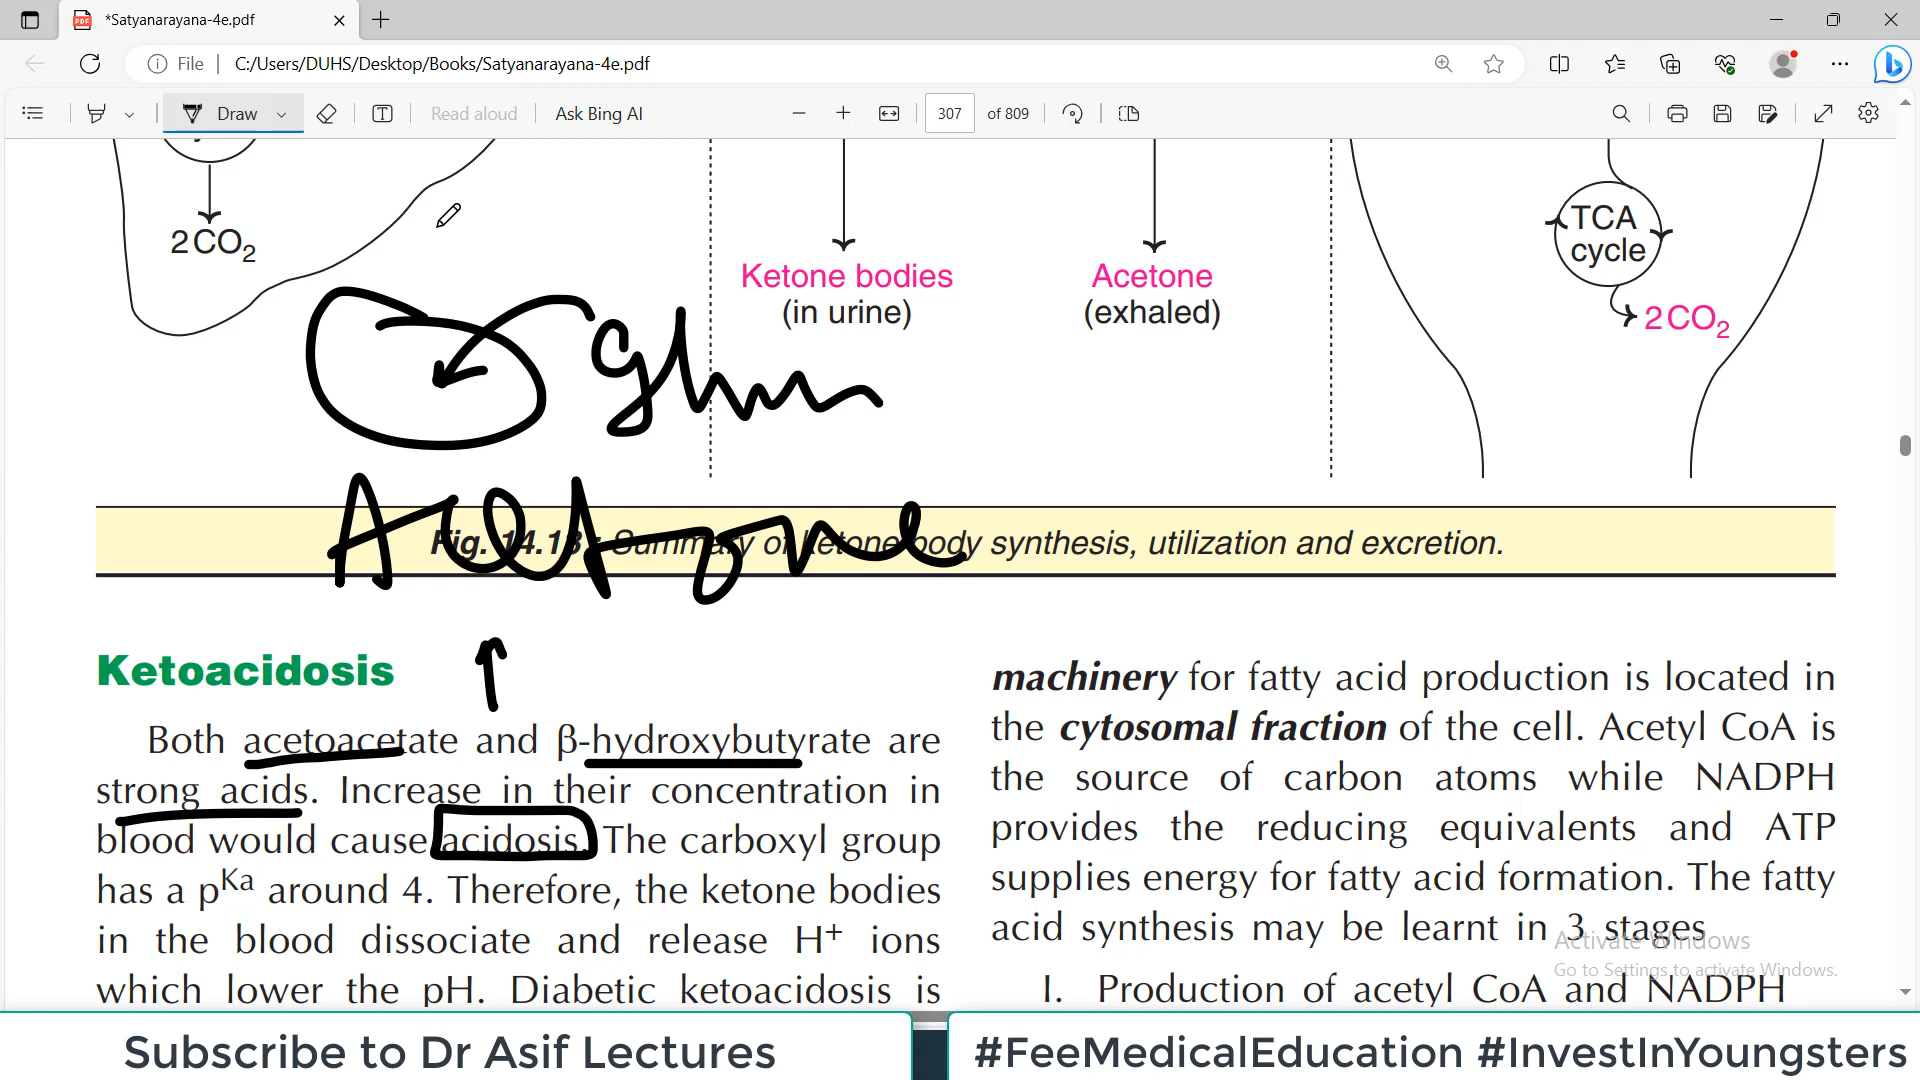 *Satyanarayana-4e.pdf
File | C:/Users/DUHS/Desktop/Books/Satyanarayana-4e.pdf
Draw
Read aloud
Ask Bing AI
307 of 809
2CO2
Ketone bodies
(in urine)
Acetone
(exhaled)
TCA
cycle
2CO2
Acetone
Fig. 14.13 : Summary of ketone body synthesis, utilization and excretion.
Ketoacidosis
Both acetoacetate and β-hydroxybutyrate are
strong acids. Increase in their concentration in
blood would cause acidosis. The carboxyl group
has a pKa around 4. Therefore, the ketone bodies
in the blood dissociate and release H+ ions
which lower the pH. Diabetic ketoacidosis is
machinery for fatty acid production is located in
the cytosomal fraction of the cell. Acetyl CoA is
the source of carbon atoms while NADPH
provides the reducing equivalents and ATP
supplies energy for fatty acid formation. The fatty
acid synthesis may be learnt in 3 stages
I. Production of acetyl CoA and NADPH
Activate Windows
Go to Settings to activate Windows.
Subscribe to Dr Asif Lectures
#FeeMedicalEducation #InvestInYoungsters